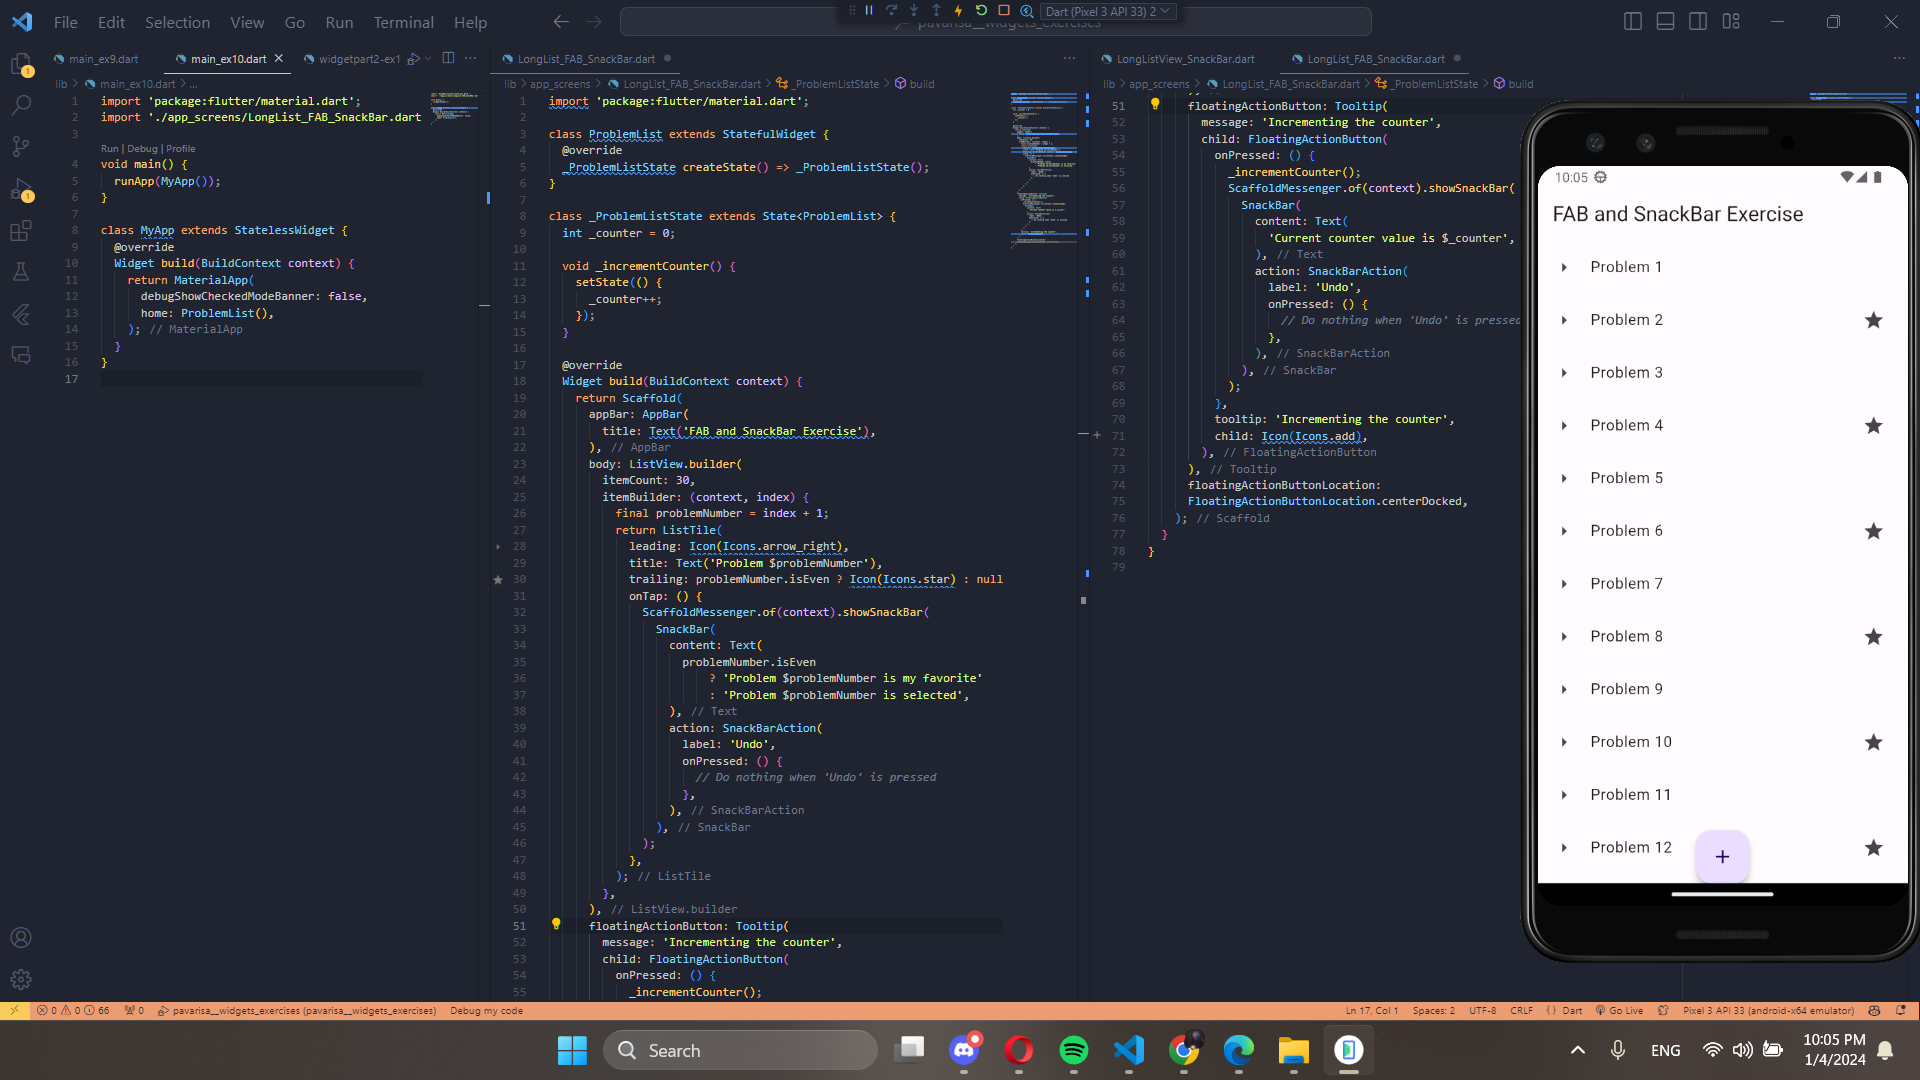 File Edit Selection View Go Run Terminal Help
pavarisa__widgets_exercises
Dart (Pixel 3 API 33) 2
main_ex9.dart
main_ex10.dart
widgetpart2-ex1
lib > main_ex10.dart > ...
1 import 'package:flutter/material.dart';
2 import './app_screens/LongList_FAB_SnackBar.dart
3
Run | Debug | Profile
4 void main() {
5 runApp(MyApp());
6 }
7
8 class MyApp extends StatelessWidget {
9 @override
10 Widget build(BuildContext context) {
11 return MaterialApp(
12 debugShowCheckedModeBanner: false,
13 home: ProblemList(),
14 ); // MaterialApp
15 }
16 }
17
LongList_FAB_SnackBar.dart
lib > app_screens > LongList_FAB_SnackBar.dart > _ProblemListState > build
1 import 'package:flutter/material.dart';
2
3 class ProblemList extends StatefulWidget {
4 @override
5 _ProblemListState createState() => _ProblemListState();
6 }
7
8 class _ProblemListState extends State<ProblemList> {
9 int _counter = 0;
10
11 void _incrementCounter() {
12 setState(() {
13 _counter++;
14 });
15 }
16
17 @override
18 Widget build(BuildContext context) {
19 return Scaffold(
20 appBar: AppBar(
21 title: Text('FAB and SnackBar Exercise'),
22 ), // AppBar
23 body: ListView.builder(
24 itemCount: 30,
25 itemBuilder: (context, index) {
26 final problemNumber = index + 1;
27 return ListTile(
28 leading: Icon(Icons.arrow_right),
29 title: Text('Problem $problemNumber'),
30 trailing: problemNumber.isEven ? Icon(Icons.star) : null
31 onTap: () {
32 ScaffoldMessenger.of(context).showSnackBar(
33 SnackBar(
34 content: Text(
35 problemNumber.isEven
36 ? 'Problem $problemNumber is my favorite'
37 : 'Problem $problemNumber is selected',
38 ), // Text
39 action: SnackBarAction(
40 label: 'Undo',
41 onPressed: () {
42 // Do nothing when 'Undo' is pressed
43 },
44 ), // SnackBarAction
45 ), // SnackBar
46 );
47 },
48 ); // ListTile
49 },
50 ), // ListView.builder
51 floatingActionButton: Tooltip(
52 message: 'Incrementing the counter',
53 child: FloatingActionButton(
54 onPressed: () {
55 _incrementCounter();
LongListView_SnackBar.dart
LongList_FAB_SnackBar.dart
lib > app_screens > LongList_FAB_SnackBar.dart > _ProblemListState > build
51 floatingActionButton: Tooltip(
52 message: 'Incrementing the counter',
53 child: FloatingActionButton(
54 onPressed: () {
55 _incrementCounter();
56 ScaffoldMessenger.of(context).showSnackBar(
57 SnackBar(
58 content: Text(
59 'Current counter value is $_counter',
60 ), // Text
61 action: SnackBarAction(
62 label: 'Undo',
63 onPressed: () {
64 // Do nothing when 'Undo' is pressed
65 },
66 ), // SnackBarAction
67 ), // SnackBar
68 );
69 },
70 tooltip: 'Incrementing the counter',
71 child: Icon(Icons.add),
72 ), // FloatingActionButton
73 ), // Tooltip
74 floatingActionButtonLocation:
75 FloatingActionButtonLocation.centerDocked,
76 ); // Scaffold
77 }
78 }
79
10:05
FAB and SnackBar Exercise
Problem 1
Problem 2
Problem 3
Problem 4
Problem 5
Problem 6
Problem 7
Problem 8
Problem 9
Problem 10
Problem 11
Problem 12
+
0 0 66 0 pavarisa__widgets_exercises (pavarisa__widgets_exercises) Debug my code
Ln 17, Col 1 Spaces: 2 UTF-8 CRLF {} Dart Go Live Pixel 3 API 33 (android-x64 emulator)
Search
ENG
10:05 PM
1/4/2024